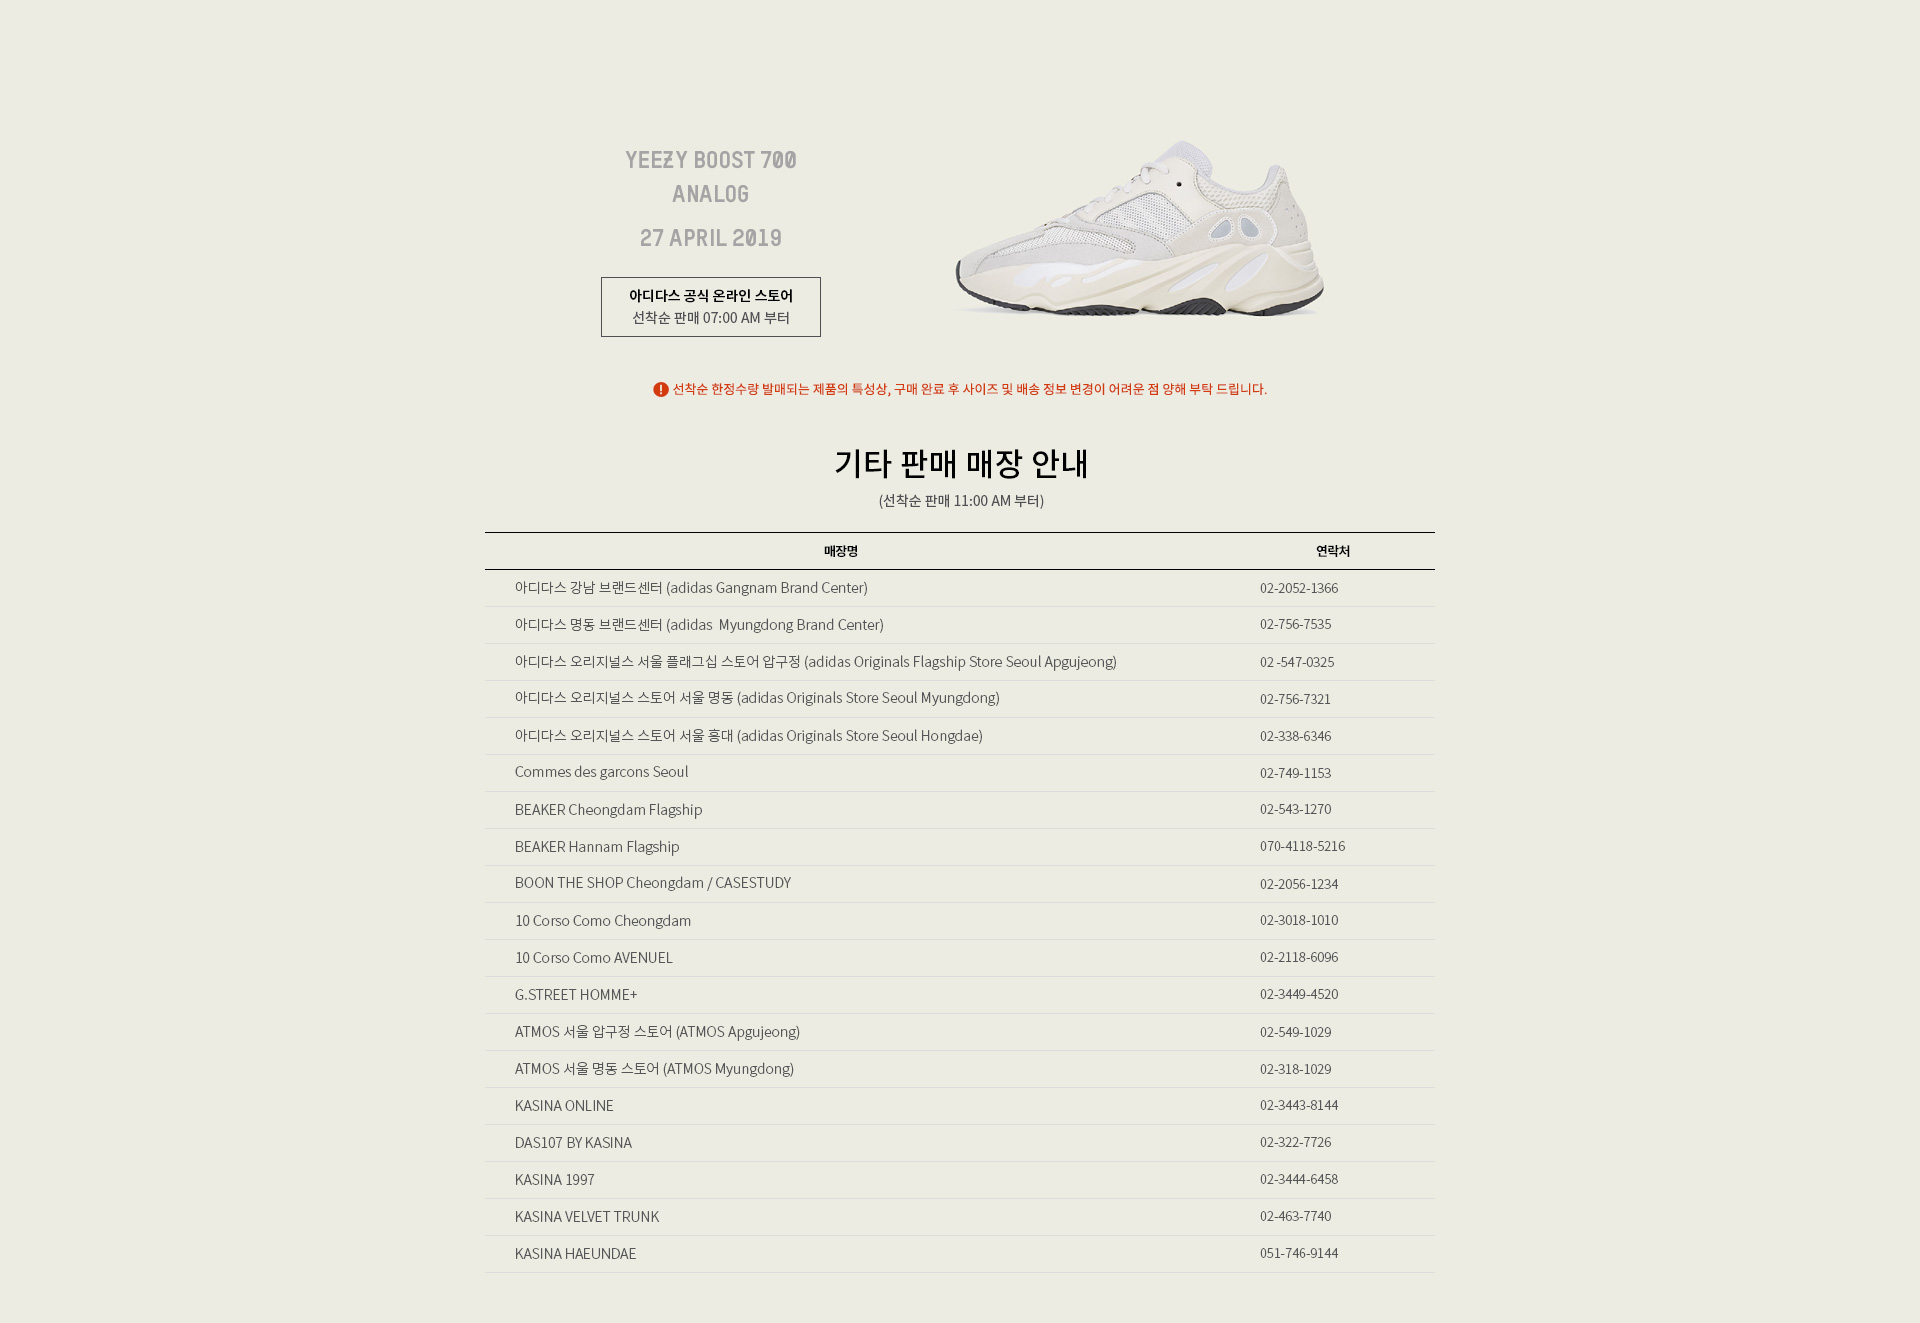 YEEZY BOOST 700
ANALOG
27 APRIL 2019
아디다스 공식 온라인 스토어
선착순 판매 07:00 AM 부터
선착순 한정수량 발매되는 제품의 특성상, 구매 완료 후 사이즈 및 배송 정보 변경이 어려운 점 양해 부탁 드립니다.
기타 판매 매장 안내
(선착순 판매 11:00 AM 부터)
매장명 연락처
아디다스 강남 브랜드센터 (adidas Gangnam Brand Center) 02-2052-1366
아디다스 명동 브랜드센터 (adidas  Myungdong Brand Center) 02-756-7535
아디다스 오리지널스 서울 플래그십 스토어 압구정 (adidas Originals Flagship Store Seoul Apgujeong) 02 -547-0325
아디다스 오리지널스 스토어 서울 명동 (adidas Originals Store Seoul Myungdong) 02-756-7321
아디다스 오리지널스 스토어 서울 홍대 (adidas Originals Store Seoul Hongdae) 02-338-6346
Commes des garcons Seoul 02-749-1153
BEAKER Cheongdam Flagship 02-543-1270
BEAKER Hannam Flagship 070-4118-5216
BOON THE SHOP Cheongdam / CASESTUDY 02-2056-1234
10 Corso Como Cheongdam 02-3018-1010
10 Corso Como AVENUEL 02-2118-6096
G.STREET HOMME+ 02-3449-4520
ATMOS 서울 압구정 스토어 (ATMOS Apgujeong) 02-549-1029
ATMOS 서울 명동 스토어 (ATMOS Myungdong) 02-318-1029
KASINA ONLINE 02-3443-8144
DAS107 BY KASINA 02-322-7726
KASINA 1997 02-3444-6458
KASINA VELVET TRUNK 02-463-7740
KASINA HAEUNDAE 051-746-9144